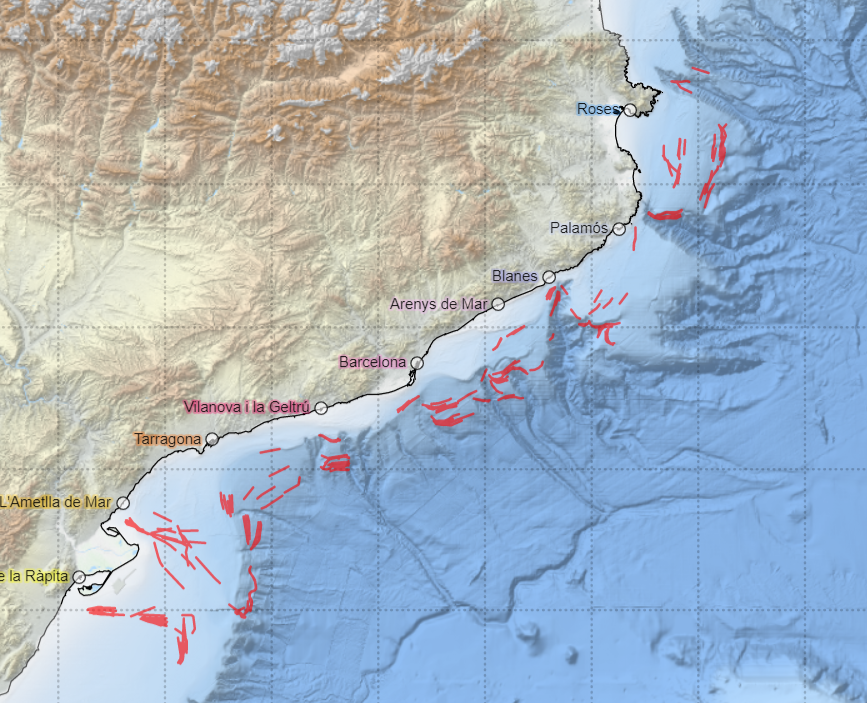 Roses
Palamós
Blanes
Arenys de Mar
Barcelona
Vilanova i la Geltrú
Tarragona
L'Ametlla de Mar
e la Ràpita